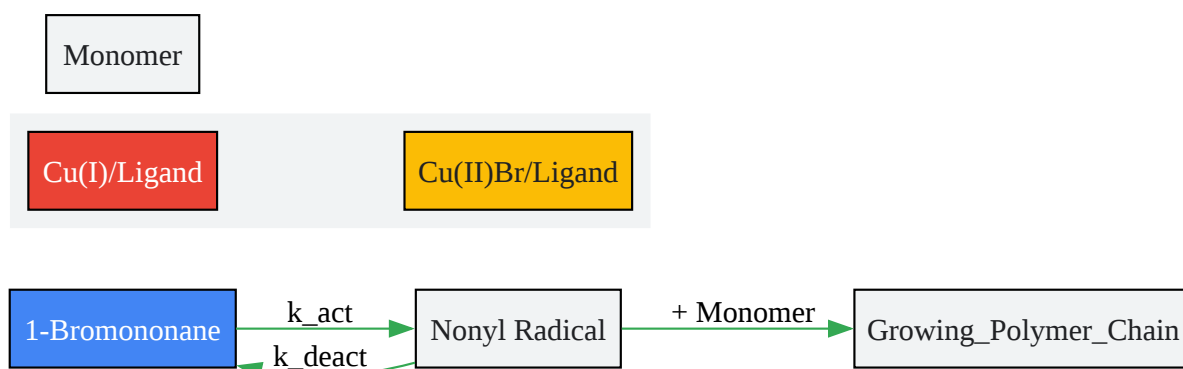 Monomer
Cu(I)/Ligand
Cu(II)Br/Ligand
1-Bromononane
k_act
Nonyl Radical
+ Monomer
Growing_Polymer_Chain
k_deact